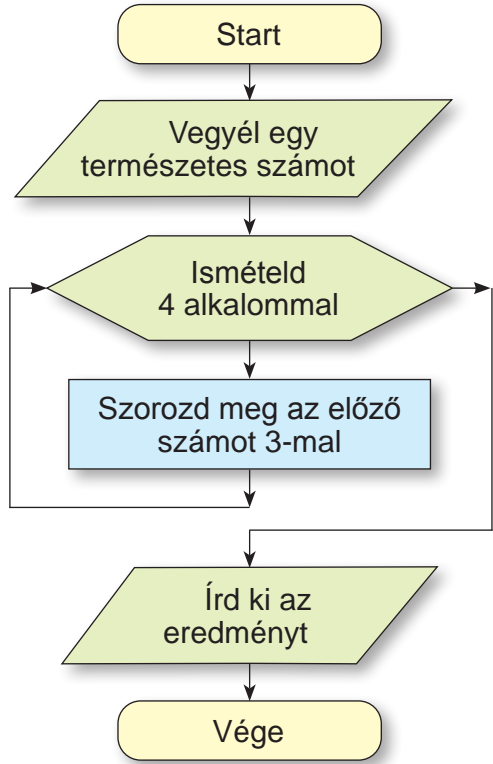 Start
Vegyél egy
természetes számot
Ismételd
4 alkalommal
Szorozd meg az előző
számot 3-mal
Írd ki az
eredményt
Vége